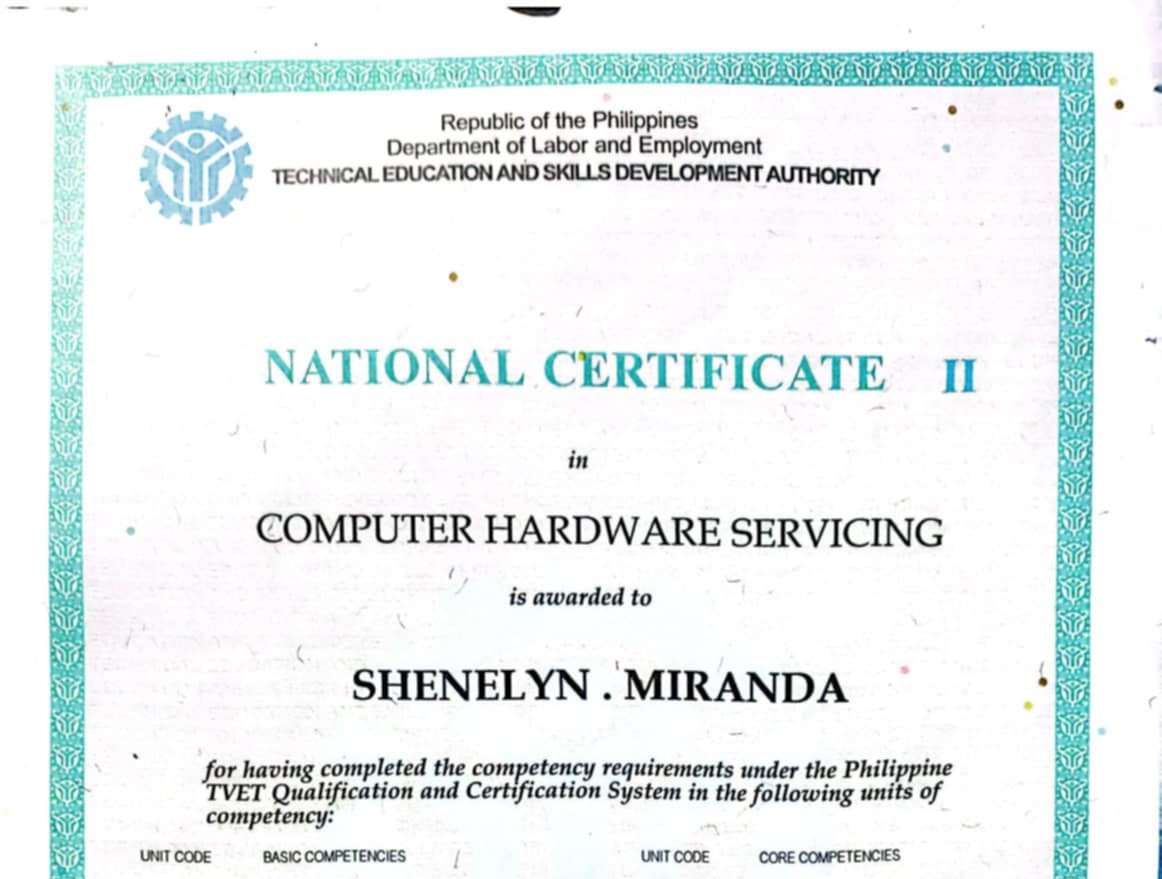 Republic of the Philippines
Department of Labor and Employment
TECHNICAL EDUCATION AND SKILLS DEVELOPMENT AUTHORITY
NATIONAL CERTIFICATE II
in
COMPUTER HARDWARE SERVICING
is awarded to
SHENELYN . MIRANDA
for having completed the competency requirements under the Philippine
TVET Qualification and Certification System in the following units of
competency:
UNIT CODE BASIC COMPETENCIES UNIT CODE CORE COMPETENCIES